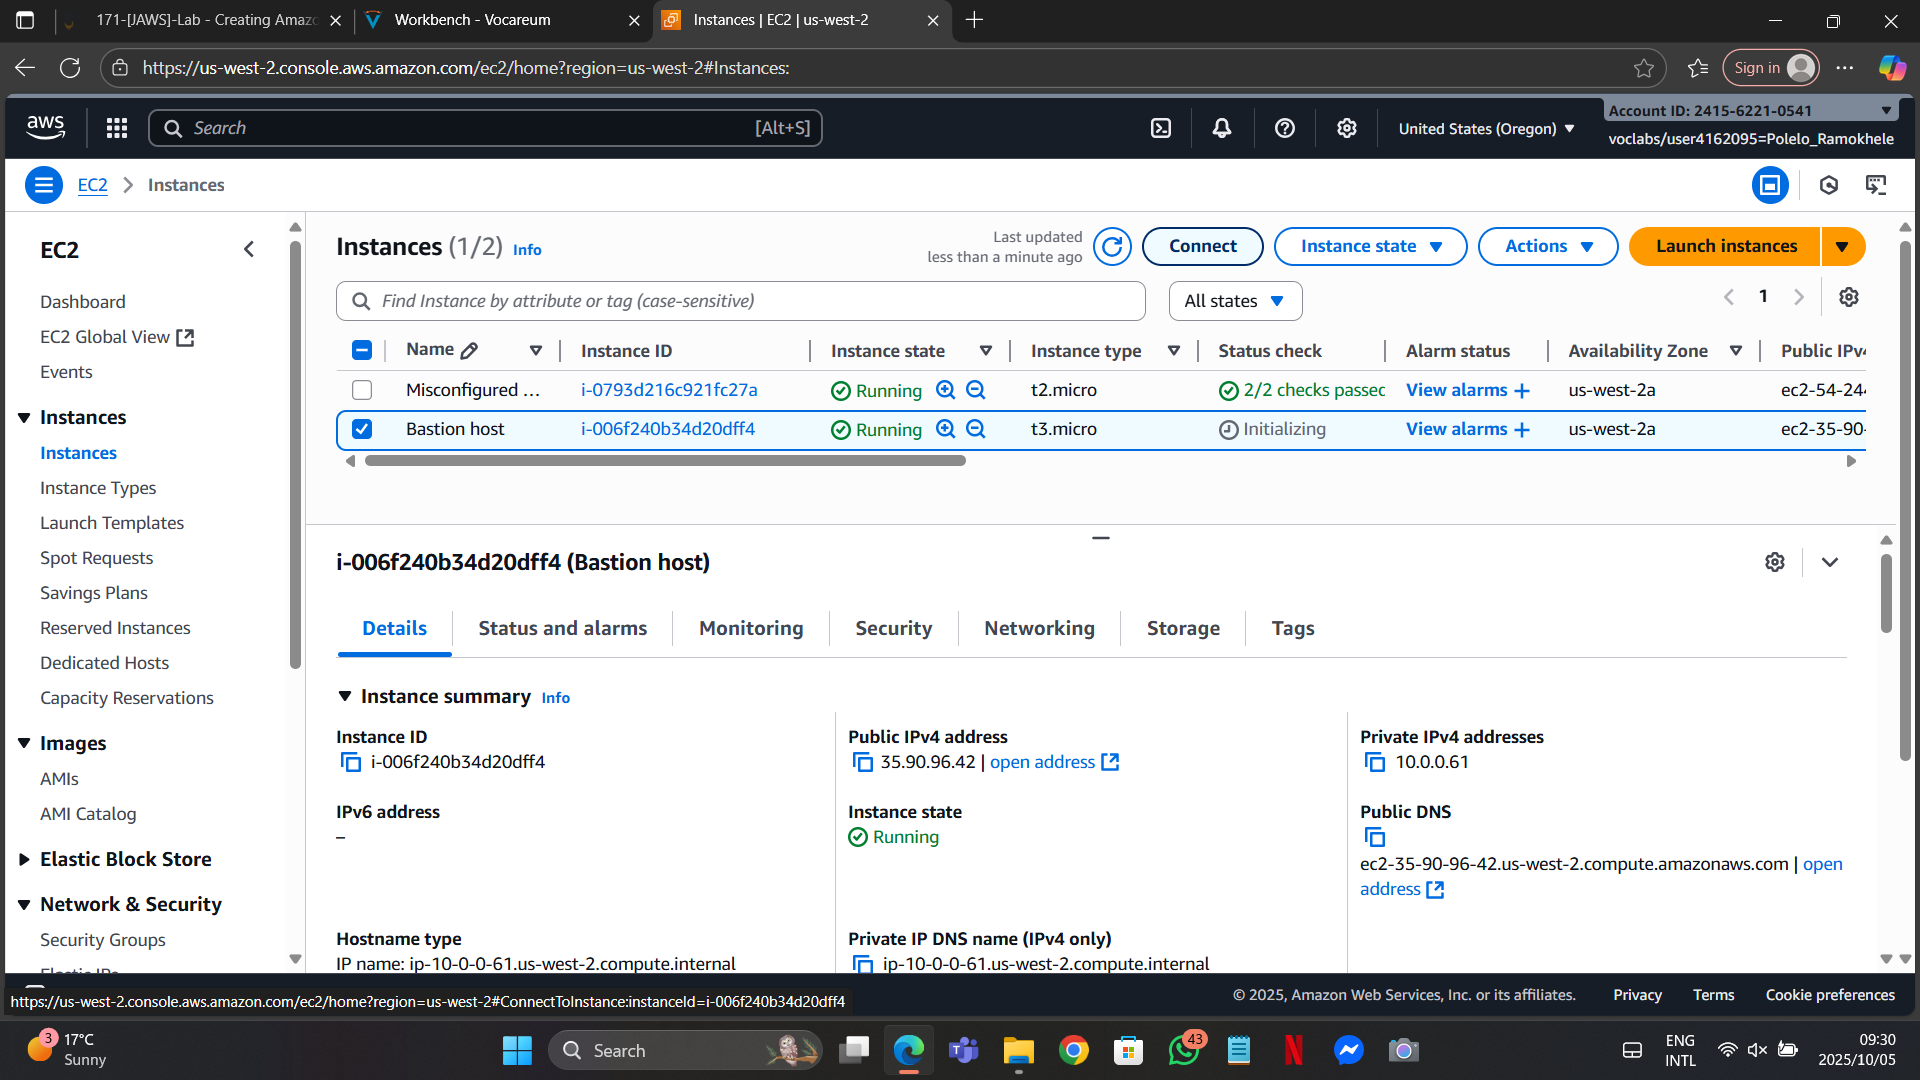 171-[JAWS]-Lab - Creating Amazo
Workbench - Vocareum
Instances | EC2 | us-west-2
https://us-west-2.console.aws.amazon.com/ec2/home?region=us-west-2#Instances:
Sign in
aws
Search
[Alt+S]
United States (Oregon)
Account ID: 2415-6221-0541
voclabs/user4162095=Polelo_Ramokhele
EC2
Instances
EC2
Dashboard
EC2 Global View
Events
Instances
Instances
Instance Types
Launch Templates
Spot Requests
Savings Plans
Reserved Instances
Dedicated Hosts
Capacity Reservations
Images
AMIs
AMI Catalog
Elastic Block Store
Network & Security
Security Groups
Elastic IPs
Instances (1/2) Info
Last updated
less than a minute ago
Connect
Instance state
Actions
Launch instances
Find Instance by attribute or tag (case-sensitive)
All states
1
Name Instance ID Instance state Instance type Status check Alarm status Availability Zone Public IPv4
Misconfigured ... i-0793d216c921fc27a Running t2.micro 2/2 checks passed View alarms + us-west-2a ec2-54-244
Bastion host i-006f240b34d20dff4 Running t3.micro Initializing View alarms + us-west-2a ec2-35-90-
i-006f240b34d20dff4 (Bastion host)
Details Status and alarms Monitoring Security Networking Storage Tags
Instance summary Info
Instance ID
i-006f240b34d20dff4
Public IPv4 address
35.90.96.42 | open address
Private IPv4 addresses
10.0.0.61
IPv6 address
–
Instance state
Running
Public DNS
ec2-35-90-96-42.us-west-2.compute.amazonaws.com | open
address
Hostname type
IP name: ip-10-0-0-61.us-west-2.compute.internal
Private IP DNS name (IPv4 only)
ip-10-0-0-61.us-west-2.compute.internal
https://us-west-2.console.aws.amazon.com/ec2/home?region=us-west-2#ConnectToInstance:instanceId=i-006f240b34d20dff4
© 2025, Amazon Web Services, Inc. or its affiliates.
Privacy
Terms
Cookie preferences
3
17°C
Sunny
Search
43
ENG
INTL
09:30
2025/10/05